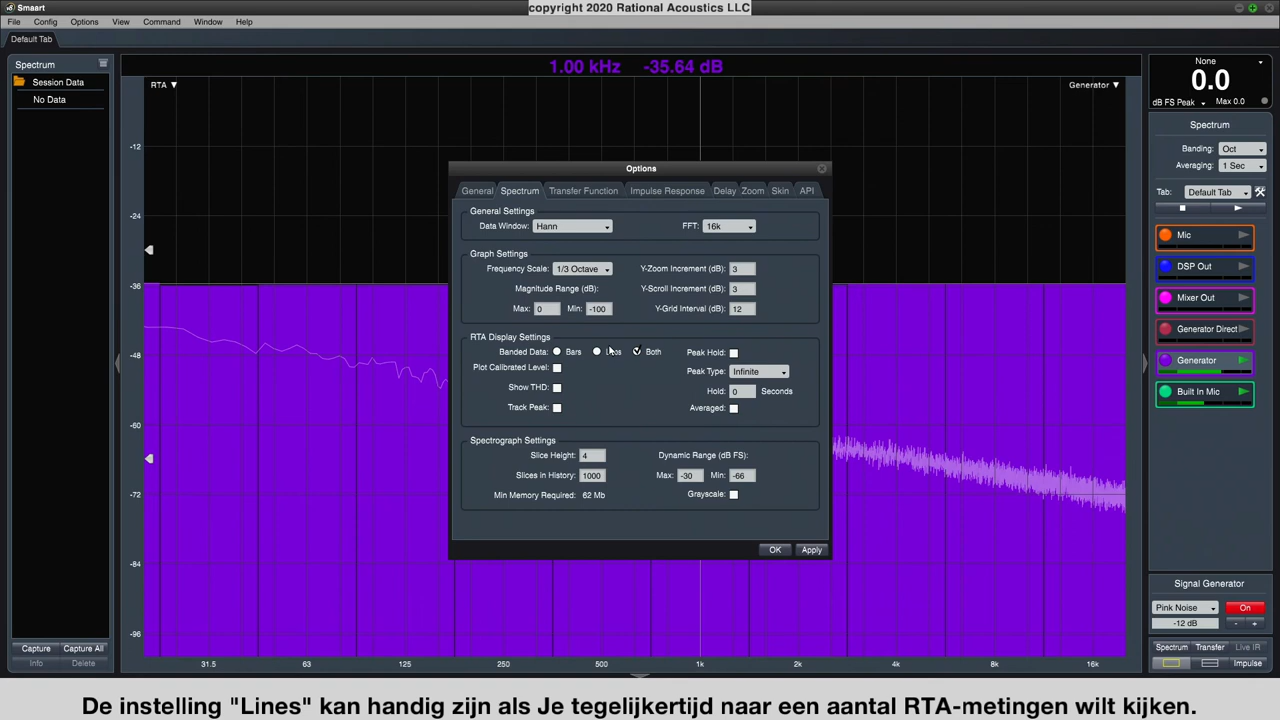 Smaart
copyright 2020 Rational Acoustics LLC
File Config Options View Command Window Help
Default Tab
Spectrum
Session Data
No Data
Capture Capture All
Info Delete
1.00 kHz -35.64 dB
RTA ▼ Generator ▼
-12
-24
-36
-48
-60
-72
-84
-96
31.5 63 125 250 500 1k 2k 4k 8k 16k
Options
General Spectrum Transfer Function Impulse Response Delay Zoom Skin API
General Settings
Data Window: Hann FFT: 16k
Graph Settings
Frequency Scale: 1/3 Octave Y-Zoom Increment (dB): 3
Magnitude Range (dB): Y-Scroll Increment (dB): 3
Max: 0 Min: -100 Y-Grid Interval (dB): 12
RTA Display Settings
Banded Data: Bars Both Peak Hold:
Plot Calibrated Level: Peak Type: Infinite
Show THD: Hold: 0 Seconds
Track Peak: Averaged:
Spectrograph Settings
Slice Height: 4 Dynamic Range (dB FS):
Slices in History: 1000 Max: -30 Min: -66
Min Memory Required: 62 Mb Grayscale:
OK Apply
None
0.0
dB FS Peak Max 0.0
Spectrum
Banding: Oct
Averaging: 1 Sec
Tab: Default Tab
Mic
DSP Out
Mixer Out
Generator Direct
Generator
Built In Mic
Signal Generator
Pink Noise On
-12 dB - +
Spectrum Transfer Live IR
Impulse
De instelling "Lines" kan handig zijn als Je tegelijkertijd naar een aantal RTA-metingen wilt kijken.